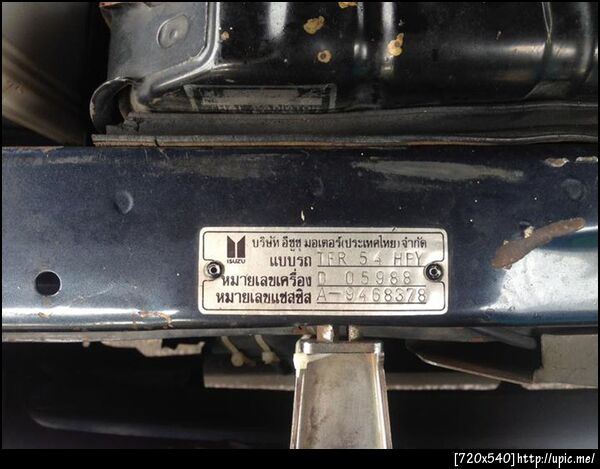 ISUZU
บริษัท อีซูซุ มอเตอร์(ประเทศไทย) จำกัด
แบบรถ TFR 54 HPY
หมายเลขเครื่อง D 05988
หมายเลขแชสซีส A-9468378
[720x540]http://upic.me/